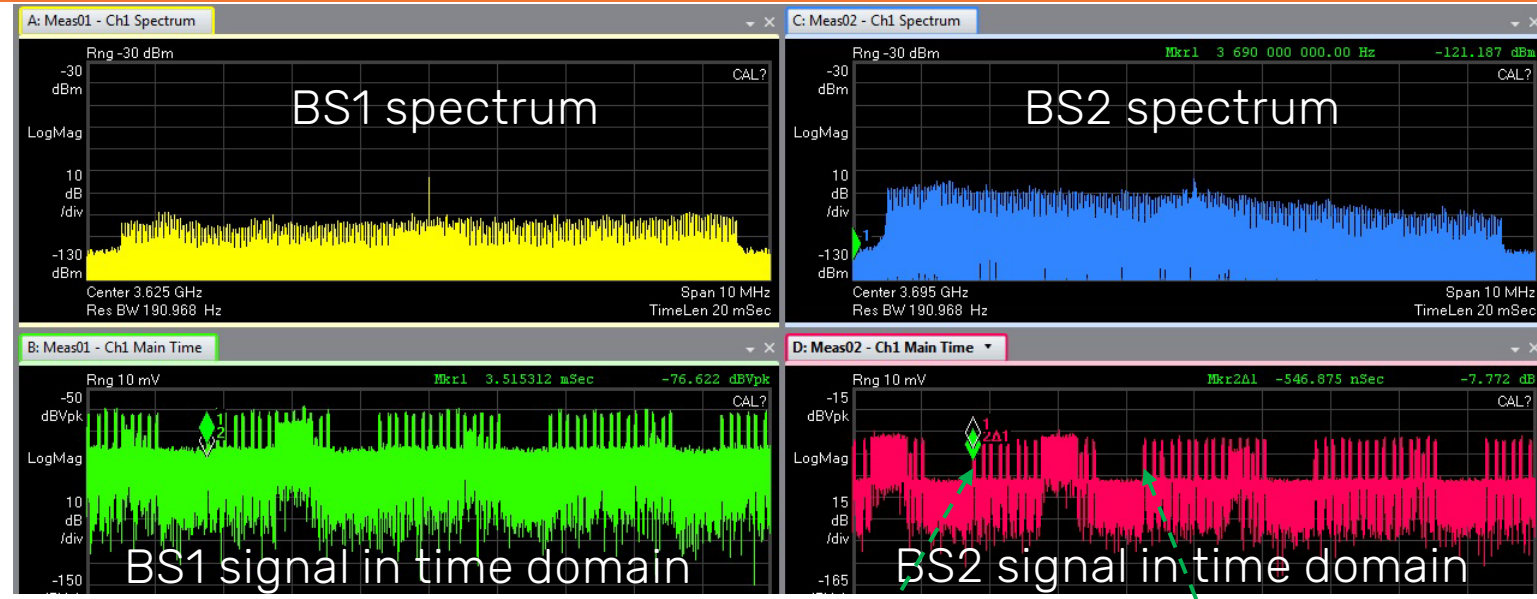 A: Meas01 - Ch1 Spectrum
Rng -30 dBm
-30
dBm
CAL?
BS1 spectrum
LogMag
10
dB
/div
-130
dBm
Center 3.625 GHz
Span 10 MHz
Res BW 190.968 Hz
TimeLen 20 mSec
C: Meas02 - Ch1 Spectrum
Rng -30 dBm
Mkr1 3 690 000 000.00 Hz -121.187 dBm
-30
dBm
CAL?
BS2 spectrum
LogMag
10
dB
/div
1
-130
dBm
Center 3.695 GHz
Span 10 MHz
Res BW 190.968 Hz
TimeLen 20 mSec
B: Meas01 - Ch1 Main Time
Rng 10 mV
Mkr1 3.515312 mSec -76.622 dBVpk
-50
dBVpk
CAL?
1
2
LogMag
10
dB
/div
BS1 signal in time domain
-150
D: Meas02 - Ch1 Main Time
Rng 10 mV
Mkr2Δ1 -546.875 nSec -7.772 dB
-15
dBVpk
CAL?
1
2Δ1
LogMag
15
dB
/div
BS2 signal in time domain
-165